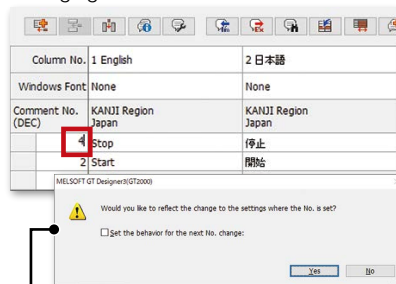 Column No. 1 English 2 日本語
Windows Font None None
Comment No. (DEC) KANJI Region Japan KANJI Region Japan
4 Stop 停止
2 Start 開始
MELSOFT GT Designer3(GT2000)
Would you like to reflect the change to the settings where the No. is set?
Set the behavior for the next No. change:
Yes No